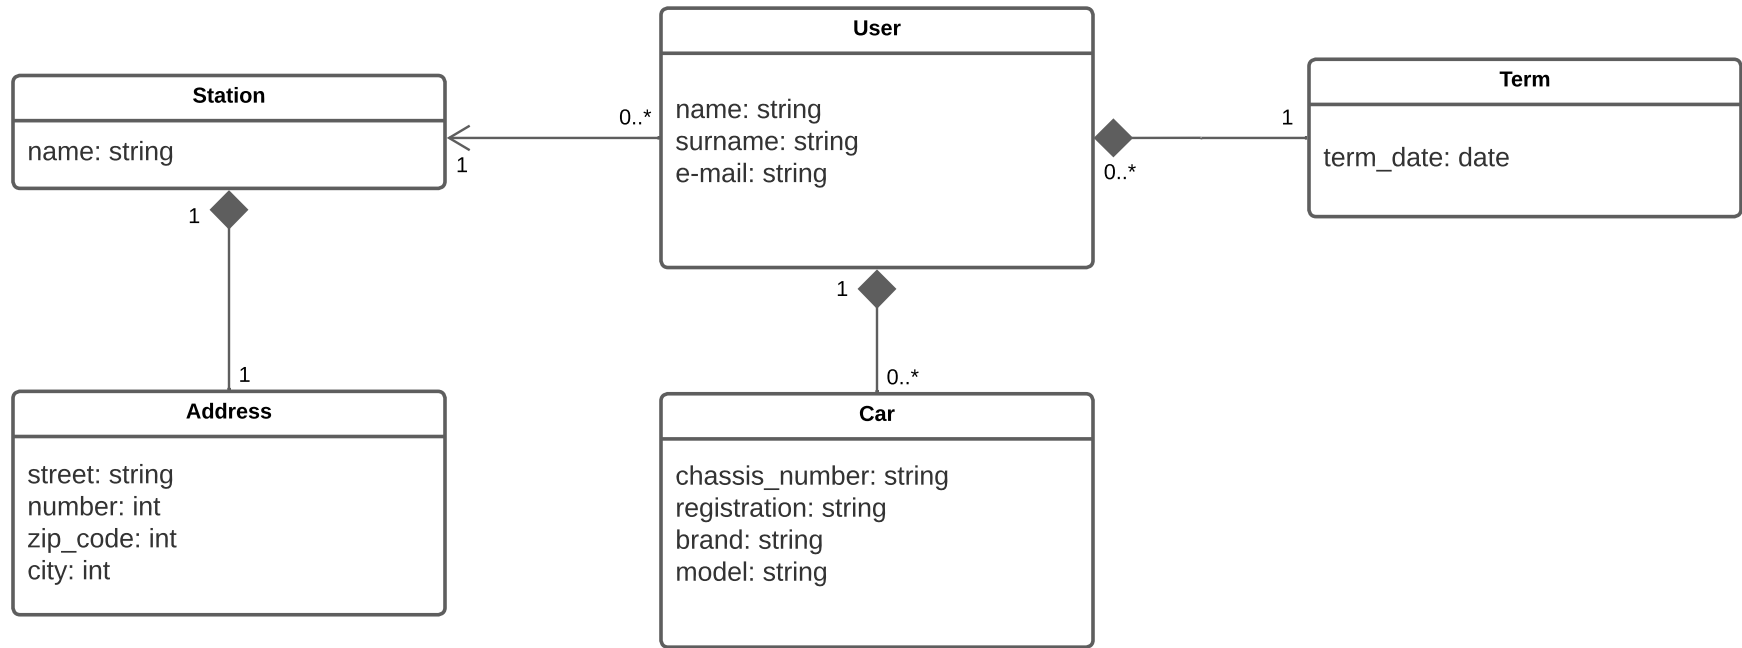 User
name: string
surname: string
e-mail: string
Station
name: string
Term
term_date: date
0..*
1
1
0..*
1
1
1
0..*
Address
street: string
number: int
zip_code: int
city: int
Car
chassis_number: string
registration: string
brand: string
model: string